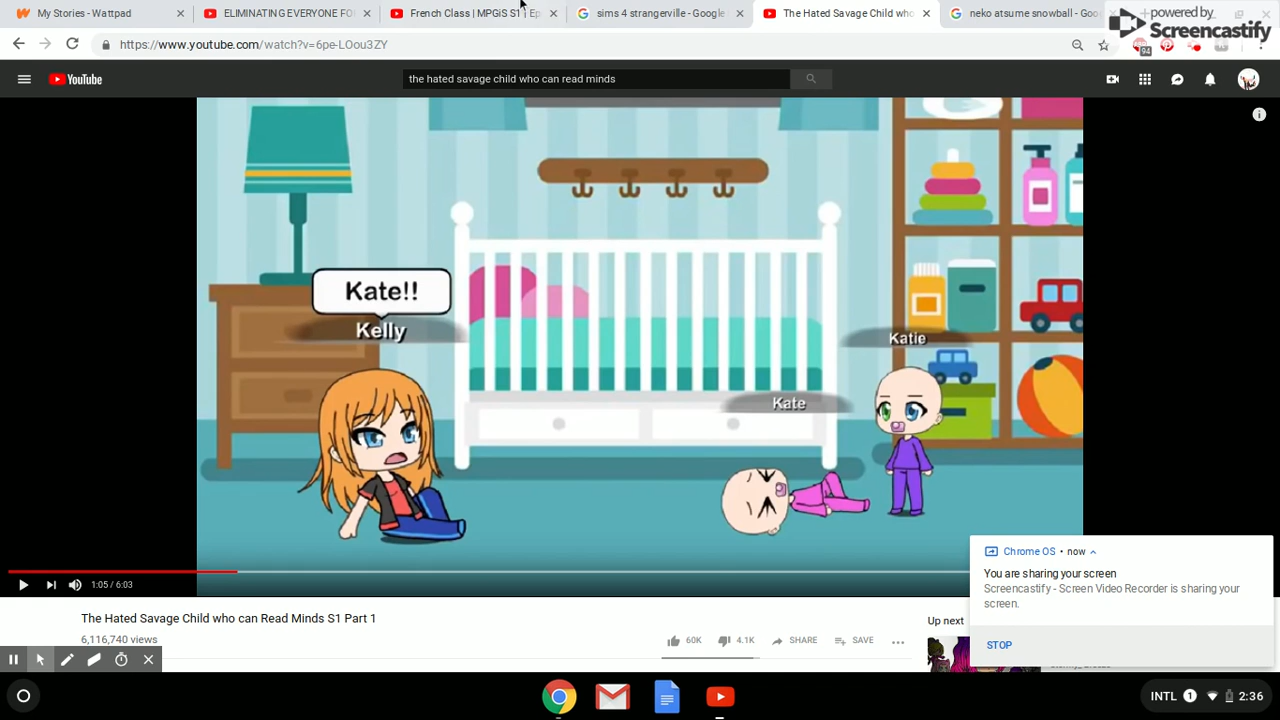 My Stories - Wattpad
ELIMINATING EVERYONE FO
French Class | MPGiS S1 | Ep
sims 4 strangerville - Google
The Hated Savage Child who
neko atsume snowball - Goo
powered by
Screencastify
https://www.youtube.com/watch?v=6pe-LOou3ZY
94
YouTube
the hated savage child who can read minds
Kate!!
Kelly
Katie
Kate
1:05 / 6:03
Chrome OS • now
You are sharing your screen
Screencastify - Screen Video Recorder is sharing your
screen.
STOP
The Hated Savage Child who can Read Minds S1 Part 1
6,116,740 views
60K
4.1K
SHARE
SAVE
Up next
INTL
1
2:36